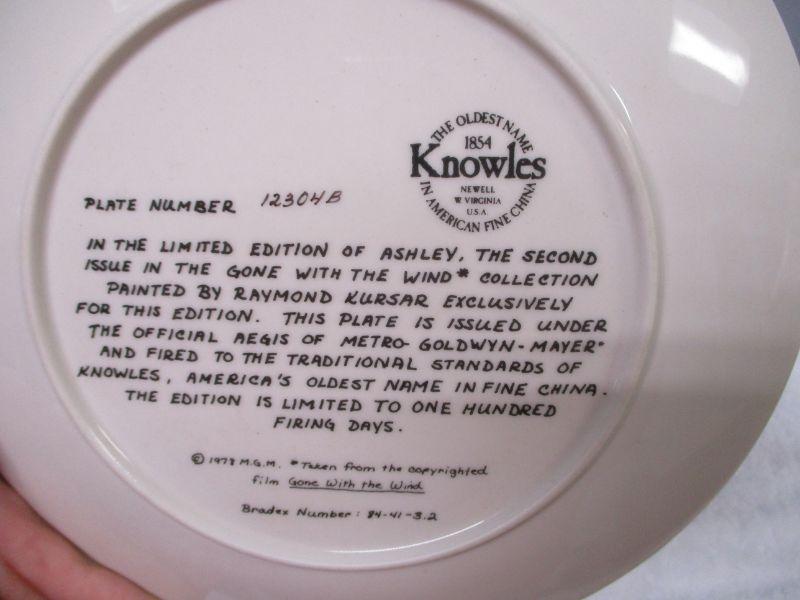 THE OLDEST NAME
1854
Knowles
NEWELL
W VIRGINIA
U.S.A
IN AMERICAN FINE CHINA
PLATE NUMBER 12304B
IN THE LIMITED EDITION OF ASHLEY, THE SECOND
ISSUE IN THE GONE WITH THE WIND* COLLECTION
PAINTED BY RAYMOND KURSAR EXCLUSIVELY
FOR THIS EDITION. THIS PLATE IS ISSUED UNDER
THE OFFICIAL AEGIS OF METRO-GOLDWYN-MAYER*
AND FIRED TO THE TRADITIONAL STANDARDS OF
KNOWLES, AMERICA'S OLDEST NAME IN FINE CHINA.
THE EDITION IS LIMITED TO ONE HUNDRED
FIRING DAYS.
© 1978 M.G.M. *Taken from the copyrighted
film Gone With the Wind
Bradex Number: 84-41-3.2